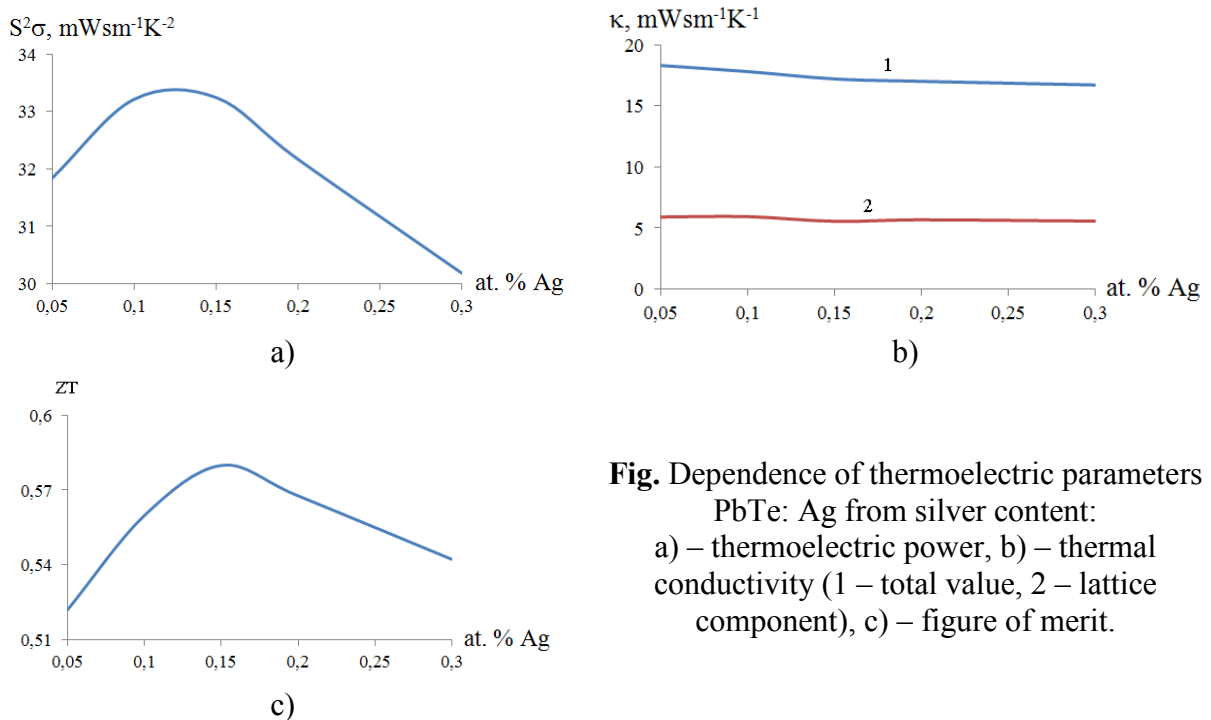 S²σ, mWsm⁻¹K⁻²
34
33
32
31
30
0,05 0,1 0,15 0,2 0,25 0,3
at. % Ag
a)
κ, mWsm⁻¹K⁻¹
20
15
10
5
0
1
2
0,05 0,1 0,15 0,2 0,25 0,3
at. % Ag
b)
ZT
0,6
0,57
0,54
0,51
0,05 0,1 0,15 0,2 0,25 0,3
at. % Ag
c)
Fig. Dependence of thermoelectric parameters
PbTe: Ag from silver content:
a) – thermoelectric power, b) – thermal
conductivity (1 – total value, 2 – lattice
component), c) – figure of merit.